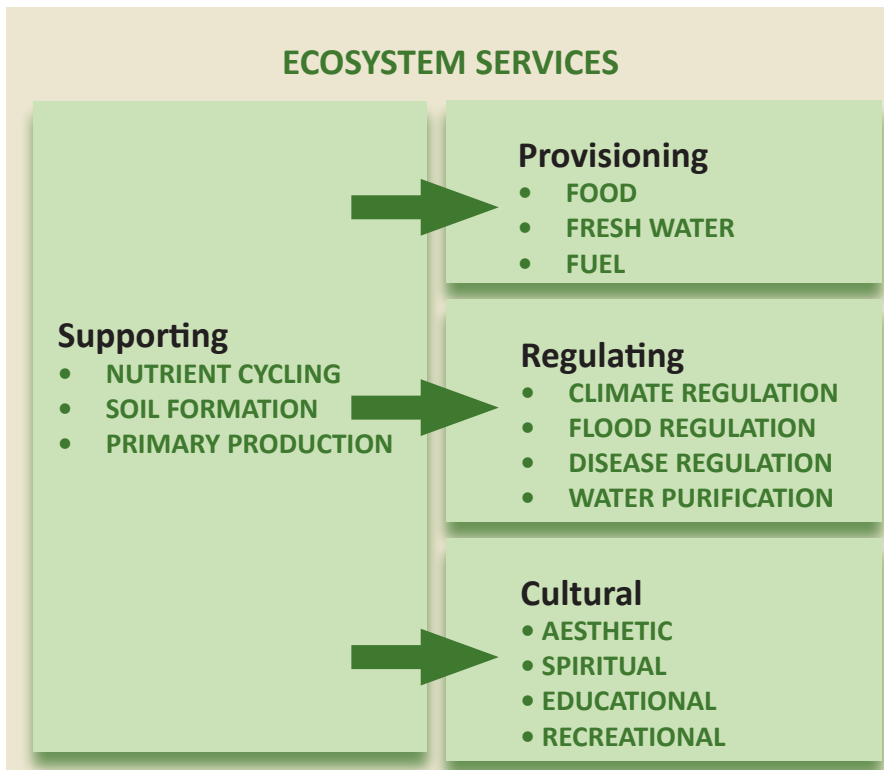 ECOSYSTEM SERVICES
Supporting
• NUTRIENT CYCLING
• SOIL FORMATION
• PRIMARY PRODUCTION
Provisioning
• FOOD
• FRESH WATER
• FUEL
Regulating
• CLIMATE REGULATION
• FLOOD REGULATION
• DISEASE REGULATION
• WATER PURIFICATION
Cultural
• AESTHETIC
• SPIRITUAL
• EDUCATIONAL
• RECREATIONAL